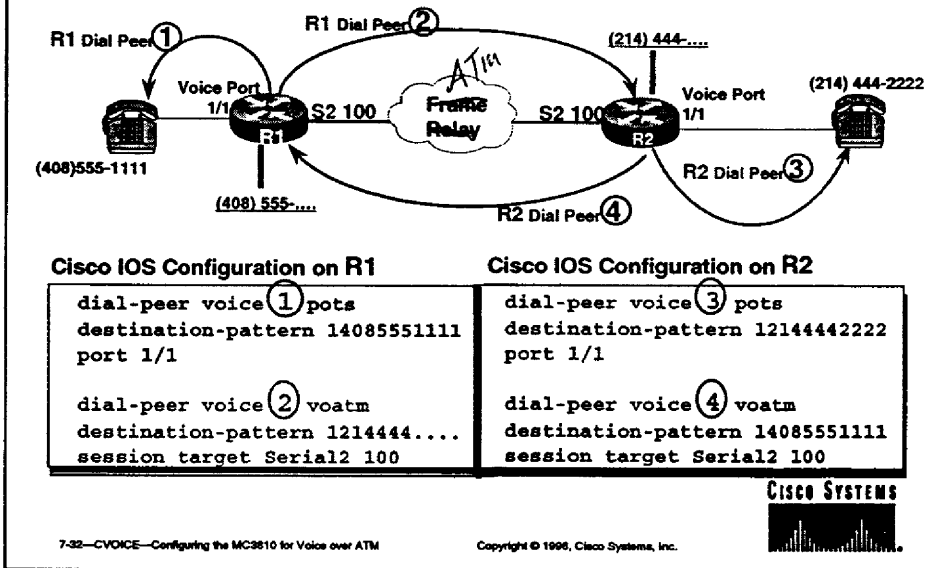 R1 Dial Peer 1
R1 Dial Peer 2
(214) 444-....
ATM
(214) 444-2222
Voice Port
1/1
S2 100
Frame
Relay
S2 100
Voice Port
1/1
R1
R2
(408)555-1111
R2 Dial Peer 3
(408) 555-....
R2 Dial Peer 4
Cisco IOS Configuration on R1
dial-peer voice 1 pots
destination-pattern 14085551111
port 1/1
dial-peer voice 2 voatm
destination-pattern 1214444....
session target Serial2 100
Cisco IOS Configuration on R2
dial-peer voice 3 pots
destination-pattern 12144442222
port 1/1
dial-peer voice 4 voatm
destination-pattern 14085551111
session target Serial2 100
CISCO SYSTEMS
7-32—CVOICE—Configuring the MC3810 for Voice over ATM
Copyright © 1998, Cisco Systems, Inc.